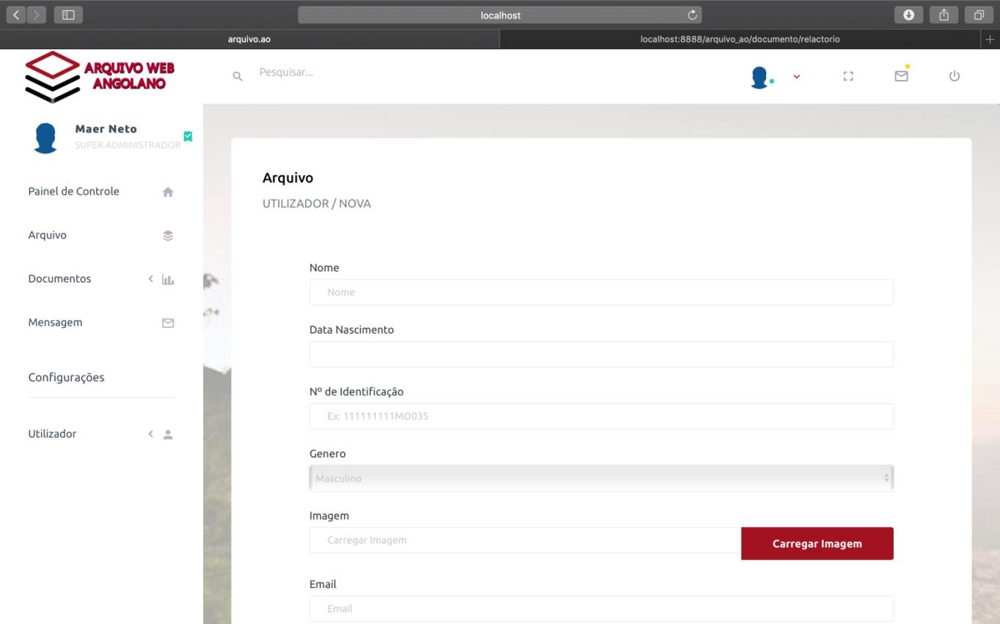 localhost
arquivo.ao
localhost:8888/arquivo_ao/documento/relactorio
ARQUIVO WEB
ANGOLANO
Pesquisar...
Maer Neto
SUPER ADMINISTRADOR
Painel de Controle
Arquivo
Documentos
Mensagem
Configurações
Utilizador
Arquivo
UTILIZADOR / NOVA
Nome
Nome
Data Nascimento
Nº de Identificação
Ex: 111111111MO035
Genero
Masculino
Imagem
Carregar Imagem
Carregar Imagem
Email
Email